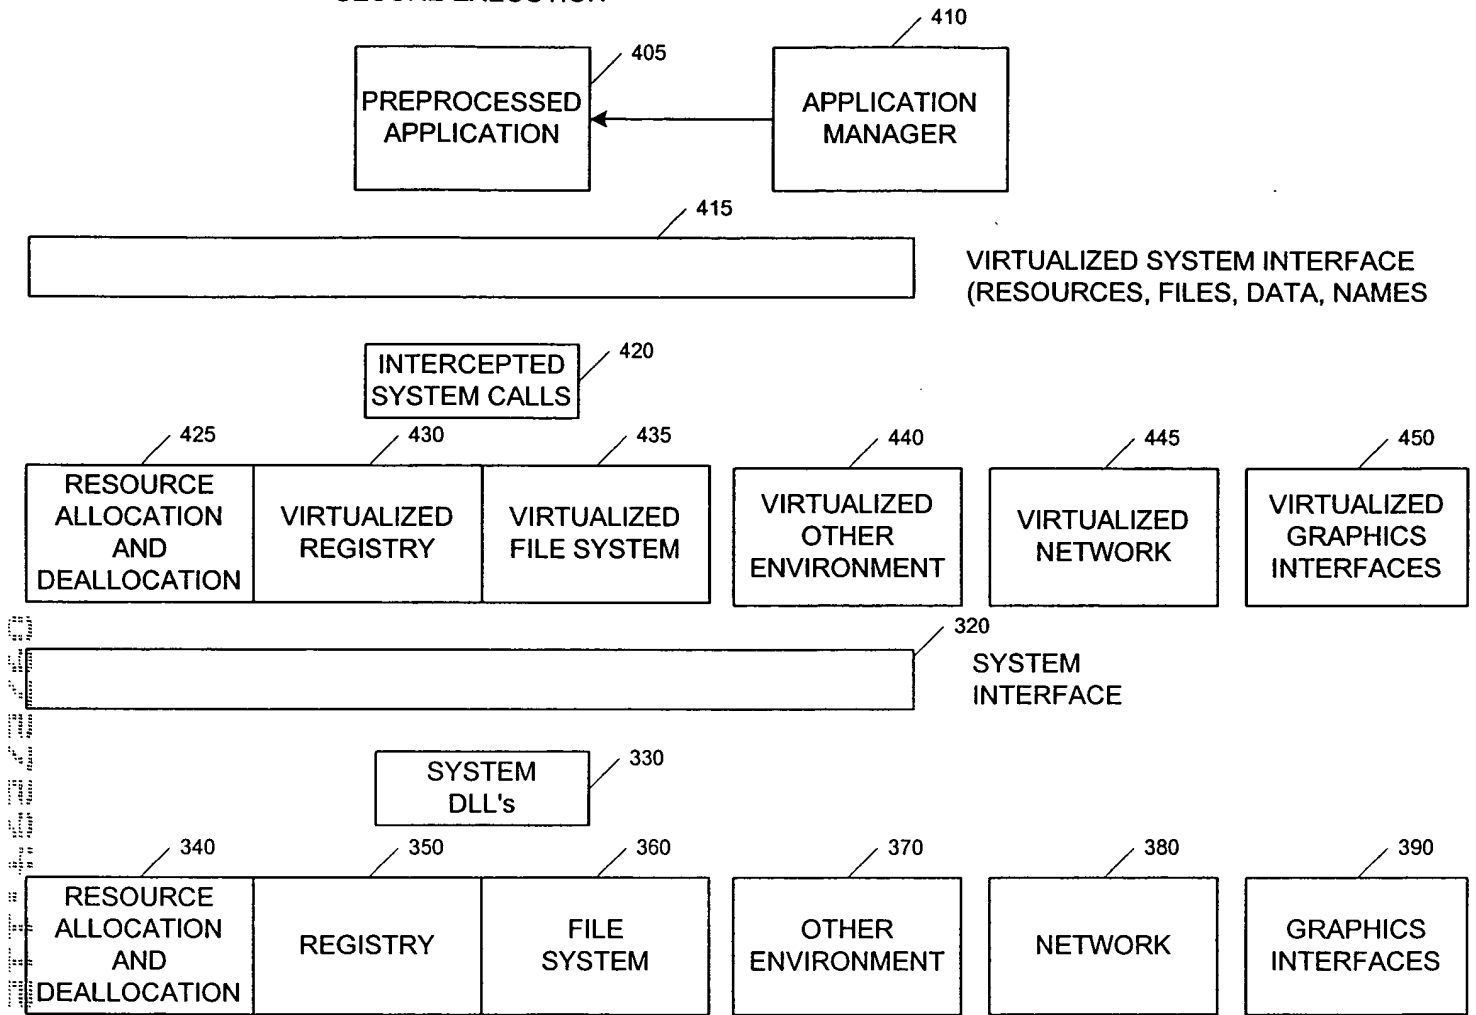 410
405
PREPROCESSED
APPLICATION
APPLICATION
MANAGER
415
VIRTUALIZED SYSTEM INTERFACE
(RESOURCES, FILES, DATA, NAMES
INTERCEPTED
SYSTEM CALLS
420
425
430
435
440
445
450
RESOURCE
ALLOCATION
AND
DEALLOCATION
VIRTUALIZED
REGISTRY
VIRTUALIZED
FILE SYSTEM
VIRTUALIZED
OTHER
ENVIRONMENT
VIRTUALIZED
NETWORK
VIRTUALIZED
GRAPHICS
INTERFACES
320
SYSTEM
INTERFACE
330
SYSTEM
DLL's
340
350
360
370
380
390
RESOURCE
ALLOCATION
AND
DEALLOCATION
REGISTRY
FILE
SYSTEM
OTHER
ENVIRONMENT
NETWORK
GRAPHICS
INTERFACES